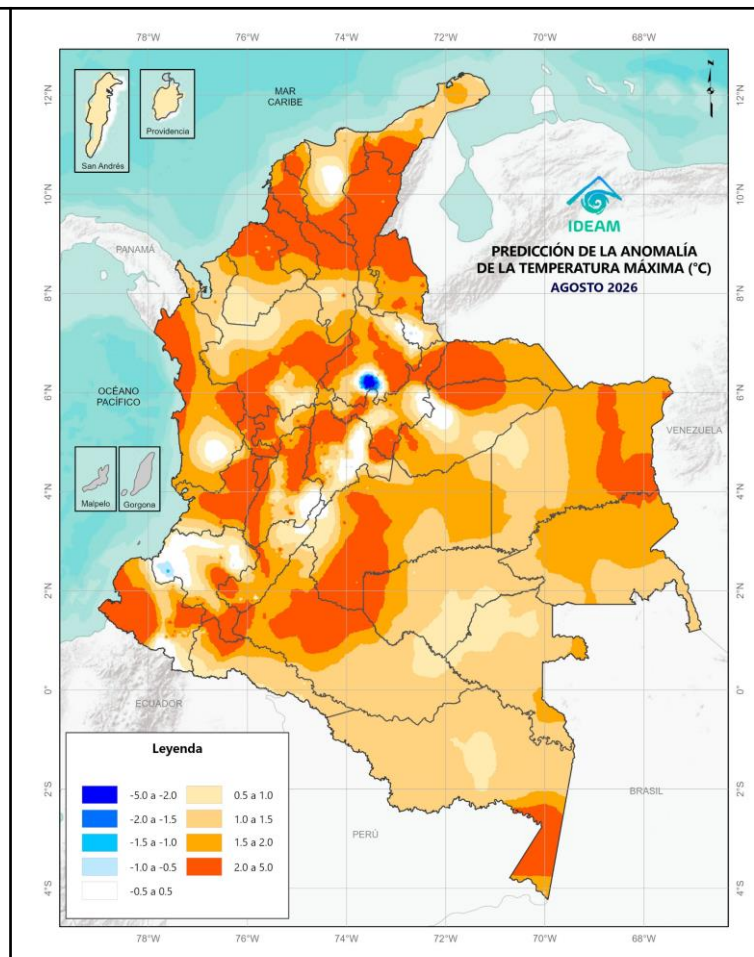 78°W 76°W 74°W 72°W 70°W 68°W
12°N
10°N
8°N
6°N
4°N
2°N
0°
2°S
4°S
12°N
10°N
8°N
6°N
4°N
2°N
0°
2°S
4°S
MAR
CARIBE
San Andrés
Providencia
IDEAM
PREDICCIÓN DE LA ANOMALÍA
DE LA TEMPERATURA MÁXIMA (°C)
AGOSTO 2026
PANAMÁ
OCÉANO
PACÍFICO
VENEZUELA
Malpelo
Gorgona
ECUADOR
BRASIL
PERÚ
Leyenda
-5.0 a -2.0
-2.0 a -1.5
-1.5 a -1.0
-1.0 a -0.5
-0.5 a 0.5
0.5 a 1.0
1.0 a 1.5
1.5 a 2.0
2.0 a 5.0
78°W 76°W 74°W 72°W 70°W 68°W